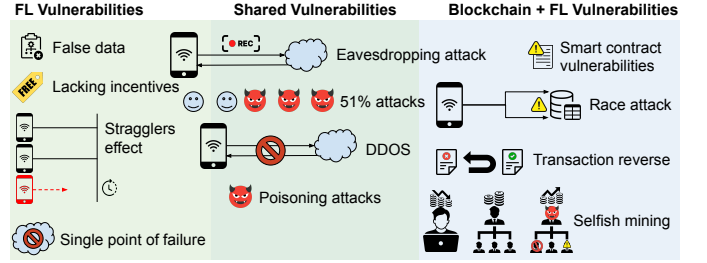 FL Vulnerabilities
False data
FREE
Lacking incentives
Stragglers
effect
Single point of failure
Shared Vulnerabilities
REC
Eavesdropping attack
51% attacks
DDOS
Poisoning attacks
Blockchain + FL Vulnerabilities
Smart contract
vulnerabilities
Race attack
Transaction reverse
Selfish mining